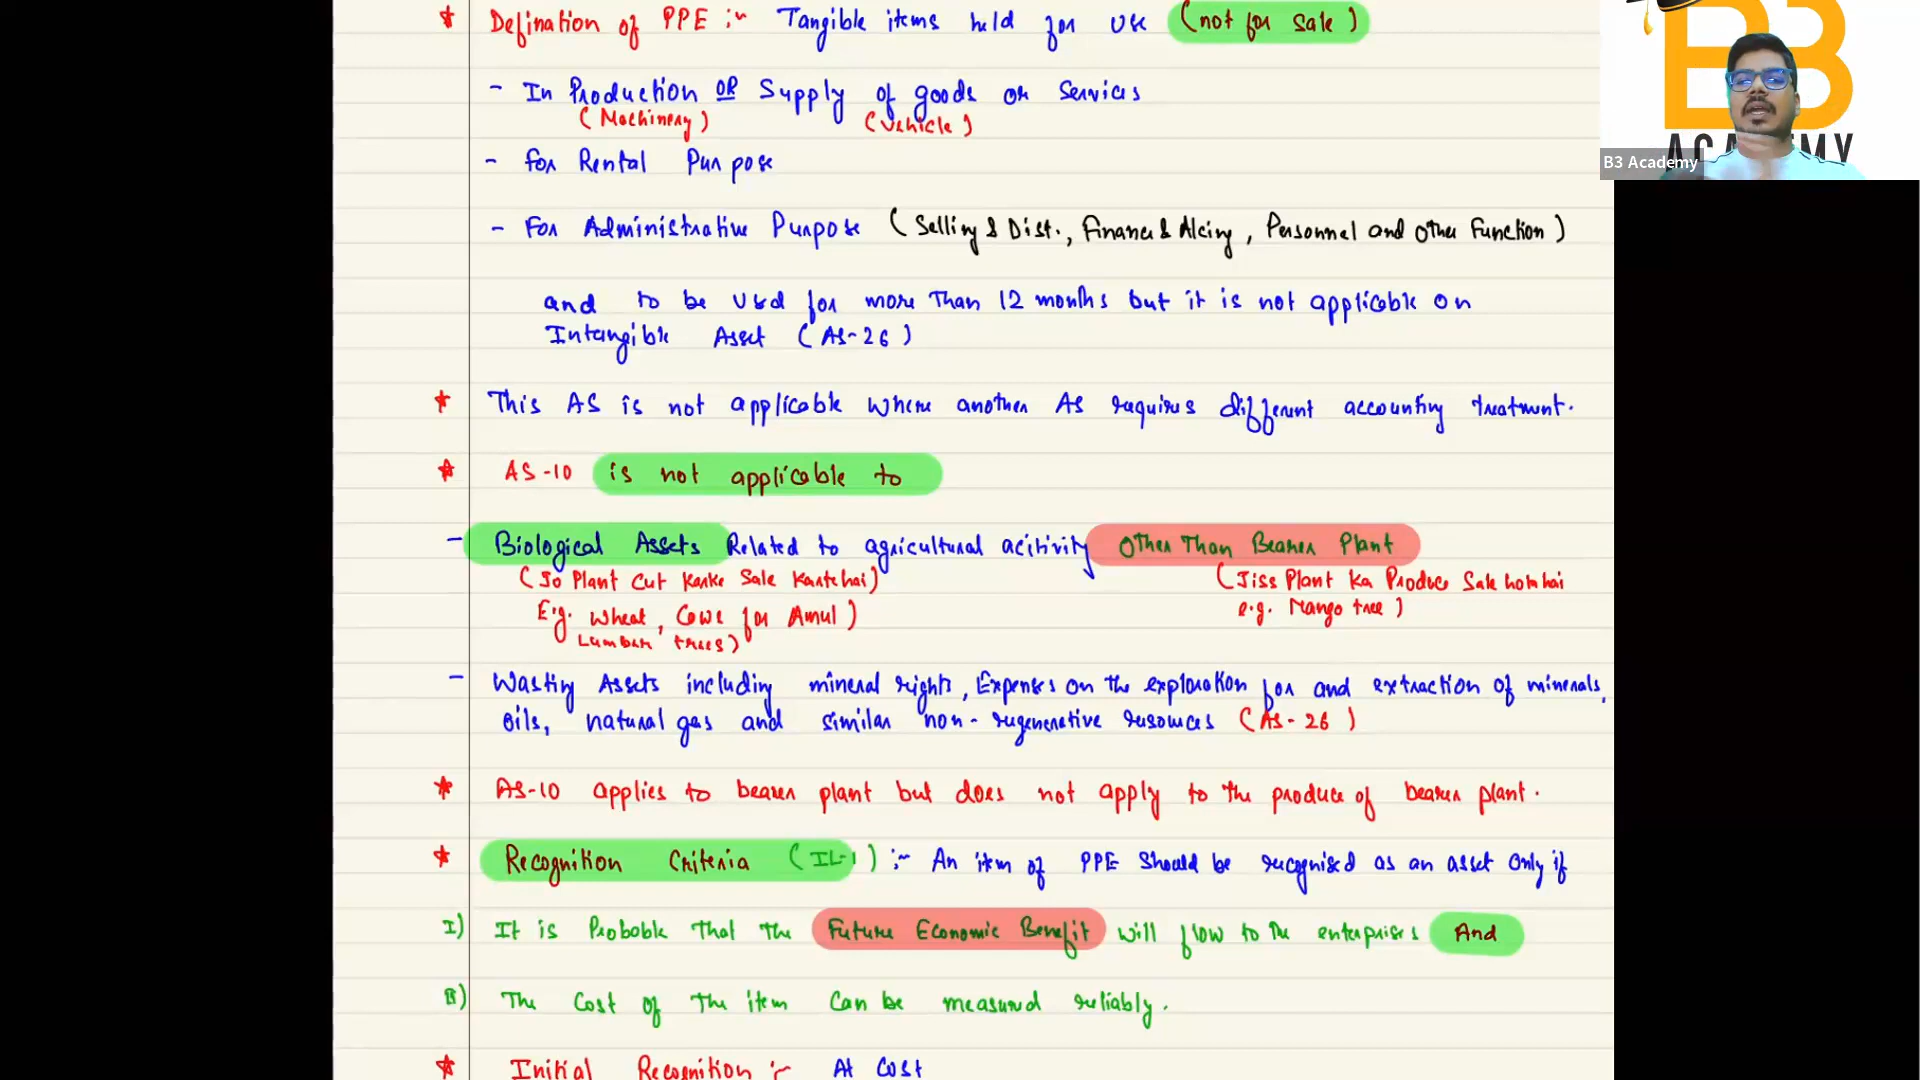 * Defination of PPE :- Tangible items held for use (not for sale)
- In Production OR Supply of goods or Services
(Machinery) (Vehicle)
- for Rental Purpose
- For Administrative Purpose (Selling & Dist., Finance & A/cing, Personnel and Other Function)
and to be used for more than 12 months but it is not applicable on
Intangible Asset (AS-26)
* This AS is not applicable where another AS requires different accounting treatment.
* AS-10 is not applicable to
- Biological Assets Related to agricultural acitivity Other Than Bearer Plant
(Jo Plant cut karke Sale karte hai) (Jiss Plant ka Produce Sale hota hai
E.g. wheat, Cows for Amul) e.g. Mango tree)
Lumber trees)
- Wasting Assets including mineral rights, Expenses on the exploration for and extraction of minerals,
oils, natural gas and similar non-regenerative resources (AS-26)
* AS-10 applies to bearer plant but does not apply to the produce of bearer plant.
* Recognition Criteria (IL-1) :- An item of PPE should be recognised as an asset only if
I) It is Probable That the Future Economic Benefit will flow to the enterprises And
II) The Cost of the item Can be measured reliably.
* Initial Recognition :- At Cost
B3
ACADEMY
B3 Academy